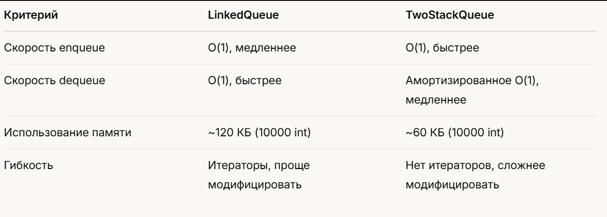 Критерий LinkedQueue TwoStackQueue
Скорость enqueue O(1), медленнее O(1), быстрее
Скорость dequeue O(1), быстрее Амортизированное O(1),
медленнее
Использование памяти ~120 КБ (10000 int) ~60 КБ (10000 int)
Гибкость Итераторы, проще Нет итераторов, сложнее
модифицировать модифицировать